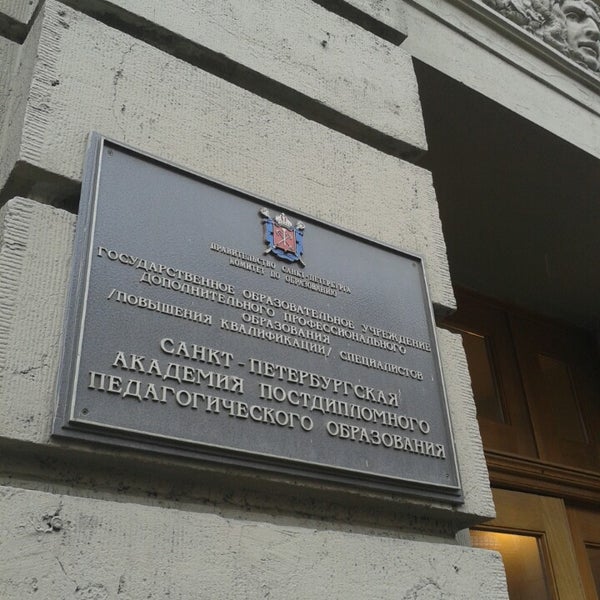 ПРАВИТЕЛЬСТВО САНКТ-ПЕТЕРБУРГА
КОМИТЕТ ПО ОБРАЗОВАНИЮ
ГОСУДАРСТВЕННОЕ ОБРАЗОВАТЕЛЬНОЕ УЧРЕЖДЕНИЕ
ДОПОЛНИТЕЛЬНОГО ПРОФЕССИОНАЛЬНОГО
ОБРАЗОВАНИЯ
/ПОВЫШЕНИЯ КВАЛИФИКАЦИИ/ СПЕЦИАЛИСТОВ
САНКТ-ПЕТЕРБУРГСКАЯ
АКАДЕМИЯ ПОСТДИПЛОМНОГО
ПЕДАГОГИЧЕСКОГО ОБРАЗОВАНИЯ